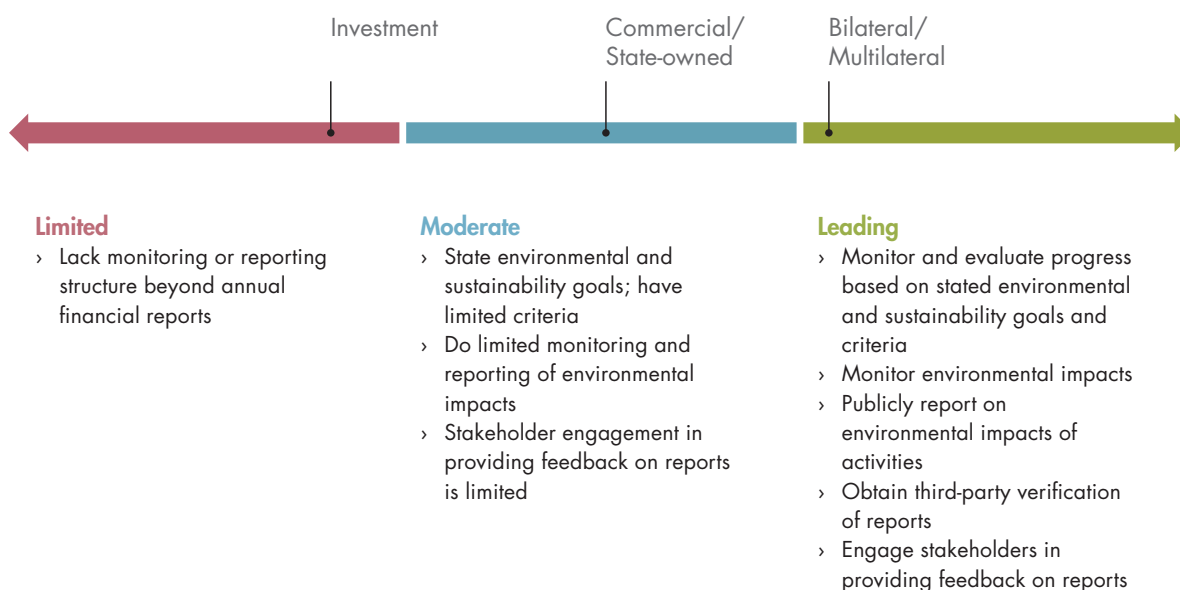 Investment
Commercial/
State-owned
Bilateral/
Multilateral
Limited
› Lack monitoring or reporting
structure beyond annual
financial reports
Moderate
› State environmental and
sustainability goals; have
limited criteria
› Do limited monitoring and
reporting of environmental
impacts
› Stakeholder engagement in
providing feedback on reports
is limited
Leading
› Monitor and evaluate progress
based on stated environmental
and sustainability goals and
criteria
› Monitor environmental impacts
› Publicly report on
environmental impacts of
activities
› Obtain third-party verification
of reports
› Engage stakeholders in
providing feedback on reports